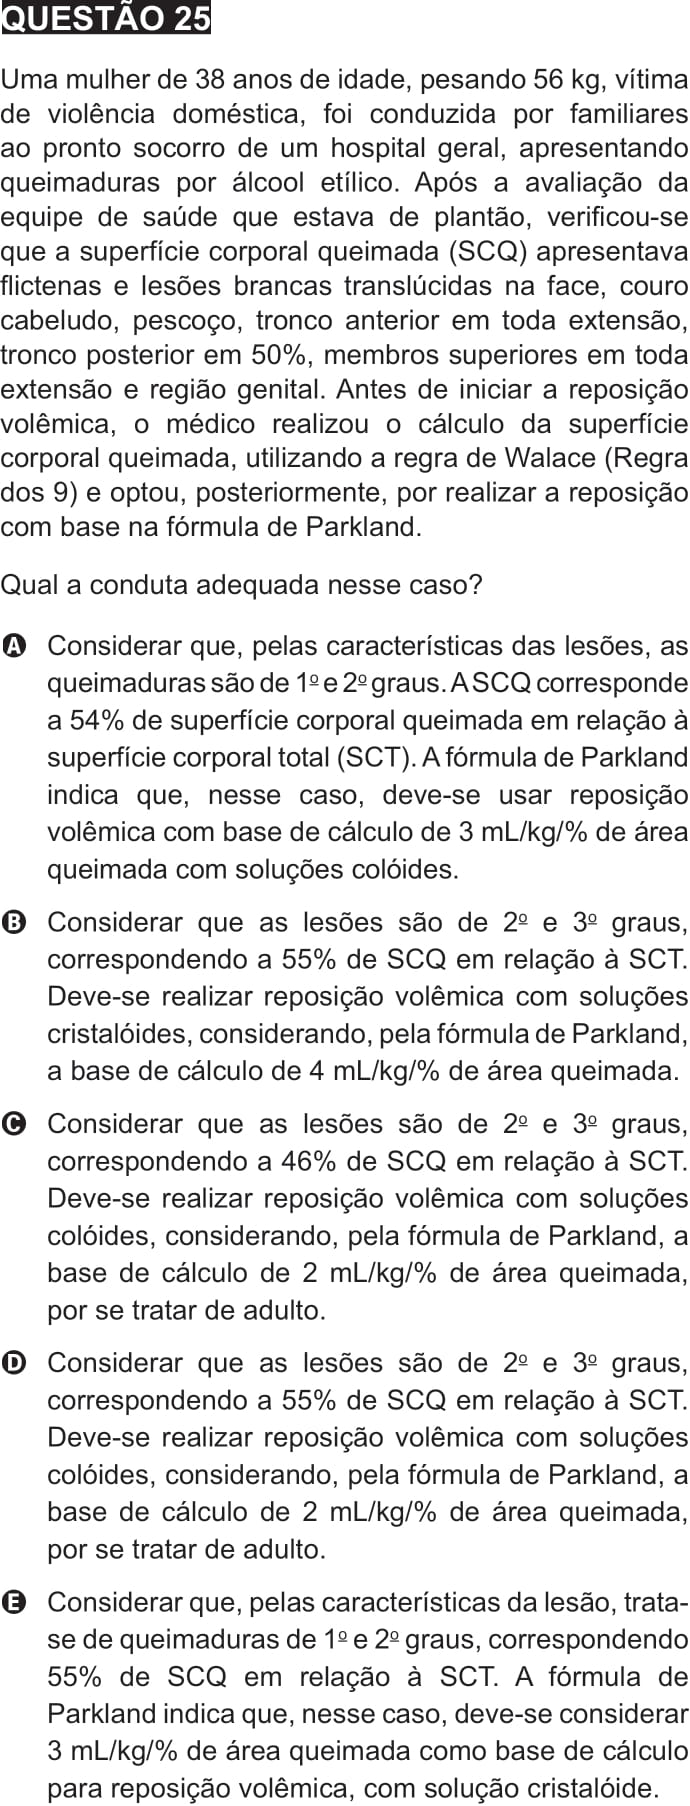 QUESTÃO 25
Uma mulher de 38 anos de idade, pesando 56 kg, vítima
de violência doméstica, foi conduzida por familiares
ao pronto socorro de um hospital geral, apresentando
queimaduras por álcool etílico. Após a avaliação da
equipe de saúde que estava de plantão, verificou-se
que a superfície corporal queimada (SCQ) apresentava
flictenas e lesões brancas translúcidas na face, couro
cabeludo, pescoço, tronco anterior em toda extensão,
tronco posterior em 50%, membros superiores em toda
extensão e região genital. Antes de iniciar a reposição
volêmica, o médico realizou o cálculo da superfície
corporal queimada, utilizando a regra de Walace (Regra
dos 9) e optou, posteriormente, por realizar a reposição
com base na fórmula de Parkland.
Qual a conduta adequada nesse caso?
A Considerar que, pelas características das lesões, as
queimaduras são de 1º e 2º graus. A SCQ corresponde
a 54% de superfície corporal queimada em relação à
superfície corporal total (SCT). A fórmula de Parkland
indica que, nesse caso, deve-se usar reposição
volêmica com base de cálculo de 3 mL/kg/% de área
queimada com soluções colóides.
B Considerar que as lesões são de 2º e 3º graus,
correspondendo a 55% de SCQ em relação à SCT.
Deve-se realizar reposição volêmica com soluções
cristalóides, considerando, pela fórmula de Parkland,
a base de cálculo de 4 mL/kg/% de área queimada.
C Considerar que as lesões são de 2º e 3º graus,
correspondendo a 46% de SCQ em relação à SCT.
Deve-se realizar reposição volêmica com soluções
colóides, considerando, pela fórmula de Parkland, a
base de cálculo de 2 mL/kg/% de área queimada,
por se tratar de adulto.
D Considerar que as lesões são de 2º e 3º graus,
correspondendo a 55% de SCQ em relação à SCT.
Deve-se realizar reposição volêmica com soluções
colóides, considerando, pela fórmula de Parkland, a
base de cálculo de 2 mL/kg/% de área queimada,
por se tratar de adulto.
E Considerar que, pelas características da lesão, trata-
se de queimaduras de 1º e 2º graus, correspondendo
55% de SCQ em relação à SCT. A fórmula de
Parkland indica que, nesse caso, deve-se considerar
3 mL/kg/% de área queimada como base de cálculo
para reposição volêmica, com solução cristalóide.